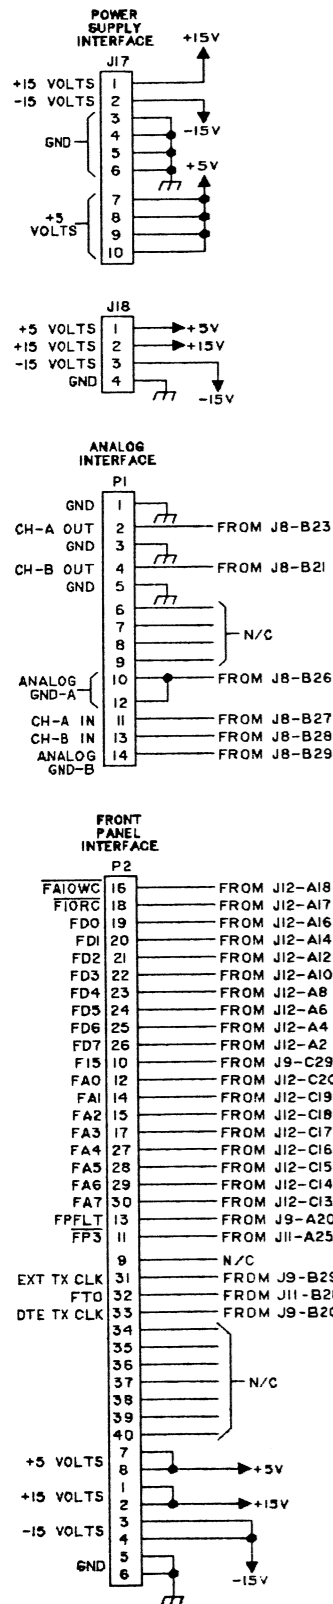 POWER
SUPPLY
INTERFACE
J17
+15V
+15 VOLTS 1
-15 VOLTS 2
-15V
GND
3
4
5
6
+5V
+5
VOLTS
7
8
9
10
J18
+5 VOLTS 1 +5V
+15 VOLTS 2 +15V
-15 VOLTS 3
GND 4
-15V
ANALOG
INTERFACE
P1
GND 1
CH-A OUT 2 FROM J8-B23
GND 3
CH-B OUT 4 FROM J8-B21
GND 5
6
7
8
9
N/C
ANALOG
GND-A
10 FROM J8-B26
12
CH-A IN 11 FROM J8-B27
CH-B IN 13 FROM J8-B28
ANALOG
GND-B
14 FROM J8-B29
FRONT
PANEL
INTERFACE
P2
FAIOWC 16 FROM J12-A18
FIORC 18 FROM J12-A17
FD0 19 FROM J12-A16
FD1 20 FROM J12-A14
FD2 21 FROM J12-A12
FD3 22 FROM J12-A10
FD4 23 FROM J12-A8
FD5 24 FROM J12-A6
FD6 25 FROM J12-A4
FD7 26 FROM J12-A2
F15 10 FROM J9-C29
FA0 12 FROM J12-C20
FA1 14 FROM J12-C19
FA2 15 FROM J12-C18
FA3 17 FROM J12-C17
FA4 27 FROM J12-C16
FA5 28 FROM J12-C15
FA6 29 FROM J12-C14
FA7 30 FROM J12-C13
FPFLT 13 FROM J9-A20
FP3 11 FROM J11-A25
9 N/C
EXT TX CLK 31 FROM J9-B29
FTO 32 FROM
DTE TX CLK 33 FROM J9-B20
34
35
36
37
38
39
40
N/C
+5 VOLTS
7
8
+5V
+15 VOLTS
1
2
+15V
-15 VOLTS
3
4
GND
5
6
-15V